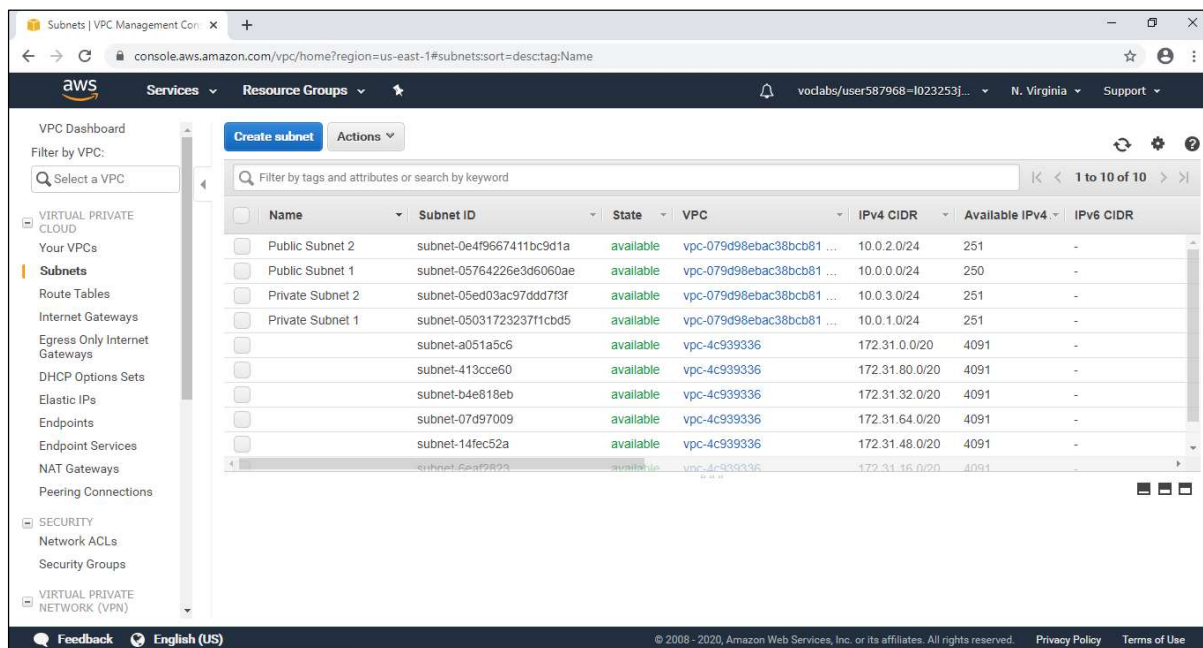 Subnets | VPC Management Con
console.aws.amazon.com/vpc/home?region=us-east-1#subnets:sort=desc:tag:Name
aws Services Resource Groups voclabs/user587968=l023253j... N. Virginia Support
VPC Dashboard
Filter by VPC:
Select a VPC
VIRTUAL PRIVATE
CLOUD
Your VPCs
Subnets
Route Tables
Internet Gateways
Egress Only Internet
Gateways
DHCP Options Sets
Elastic IPs
Endpoints
Endpoint Services
NAT Gateways
Peering Connections
SECURITY
Network ACLs
Security Groups
VIRTUAL PRIVATE
NETWORK (VPN)
Create subnet Actions
Filter by tags and attributes or search by keyword 1 to 10 of 10
Name Subnet ID State VPC IPv4 CIDR Available IPv4 IPv6 CIDR
Public Subnet 2 subnet-0e4f9667411bc9d1a available vpc-079d98ebac38bcb81 ... 10.0.2.0/24 251 -
Public Subnet 1 subnet-05764226e3d6060ae available vpc-079d98ebac38bcb81 ... 10.0.0.0/24 250 -
Private Subnet 2 subnet-05ed03ac97ddd7f3f available vpc-079d98ebac38bcb81 ... 10.0.3.0/24 251 -
Private Subnet 1 subnet-05031723237f1cbd5 available vpc-079d98ebac38bcb81 ... 10.0.1.0/24 251 -
subnet-a051a5c6 available vpc-4c939336 172.31.0.0/20 4091 -
subnet-413cce60 available vpc-4c939336 172.31.80.0/20 4091 -
subnet-b4e818eb available vpc-4c939336 172.31.32.0/20 4091 -
subnet-07d97009 available vpc-4c939336 172.31.64.0/20 4091 -
subnet-14fec52a available vpc-4c939336 172.31.48.0/20 4091 -
subnet-6eaf2823 available vpc-4c939336 172.31.16.0/20 4091 -
Feedback English (US) © 2008 - 2020, Amazon Web Services, Inc. or its affiliates. All rights reserved. Privacy Policy Terms of Use